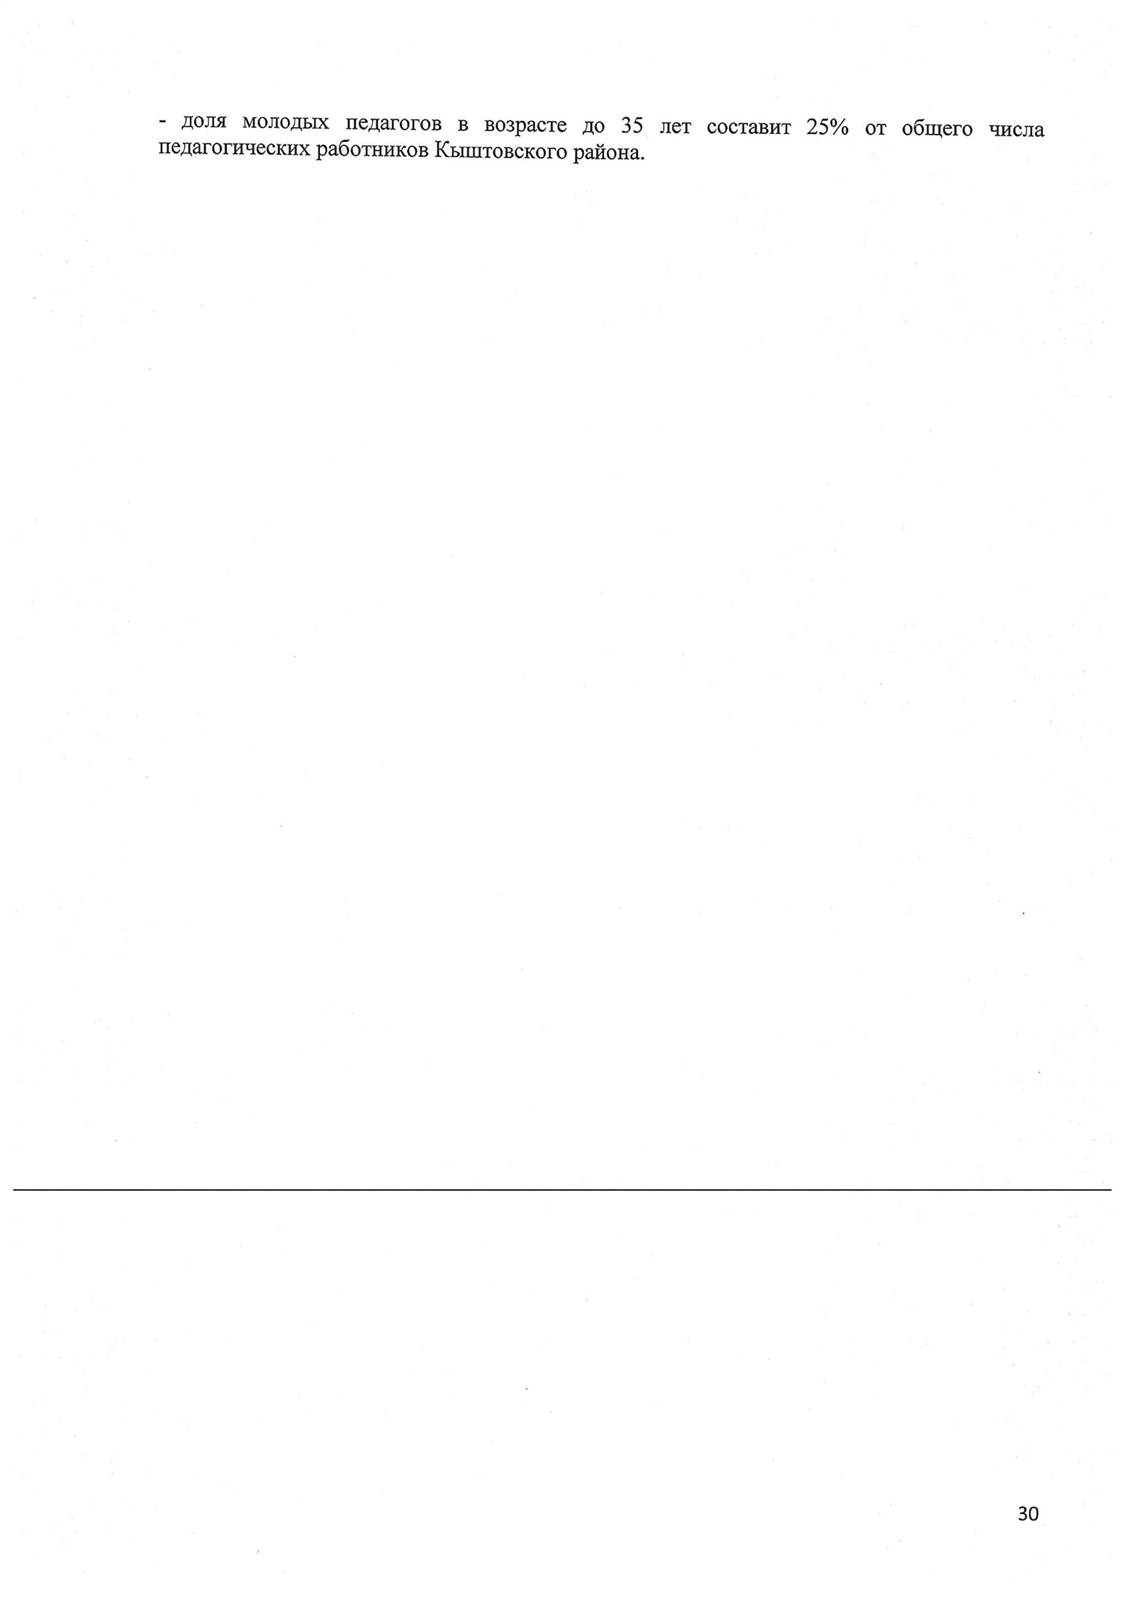 - доля молодых педагогов в возрасте до 35 лет составит 25% от общего числа
педагогических работников Кыштовского района.
30